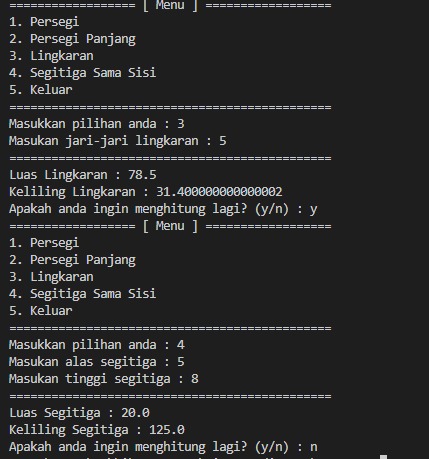 ================== [ Menu ] ==================
1. Persegi
2. Persegi Panjang
3. Lingkaran
4. Segitiga Sama Sisi
5. Keluar
==============================================
Masukkan pilihan anda : 3
Masukan jari-jari lingkaran : 5
==============================================
Luas Lingkaran : 78.5
Keliling Lingkaran : 31.400000000000002
Apakah anda ingin menghitung lagi? (y/n) : y
================== [ Menu ] ==================
1. Persegi
2. Persegi Panjang
3. Lingkaran
4. Segitiga Sama Sisi
5. Keluar
==============================================
Masukkan pilihan anda : 4
Masukan alas segitiga : 5
Masukan tinggi segitiga : 8
==============================================
Luas Segitiga : 20.0
Keliling Segitiga : 125.0
Apakah anda ingin menghitung lagi? (y/n) : n